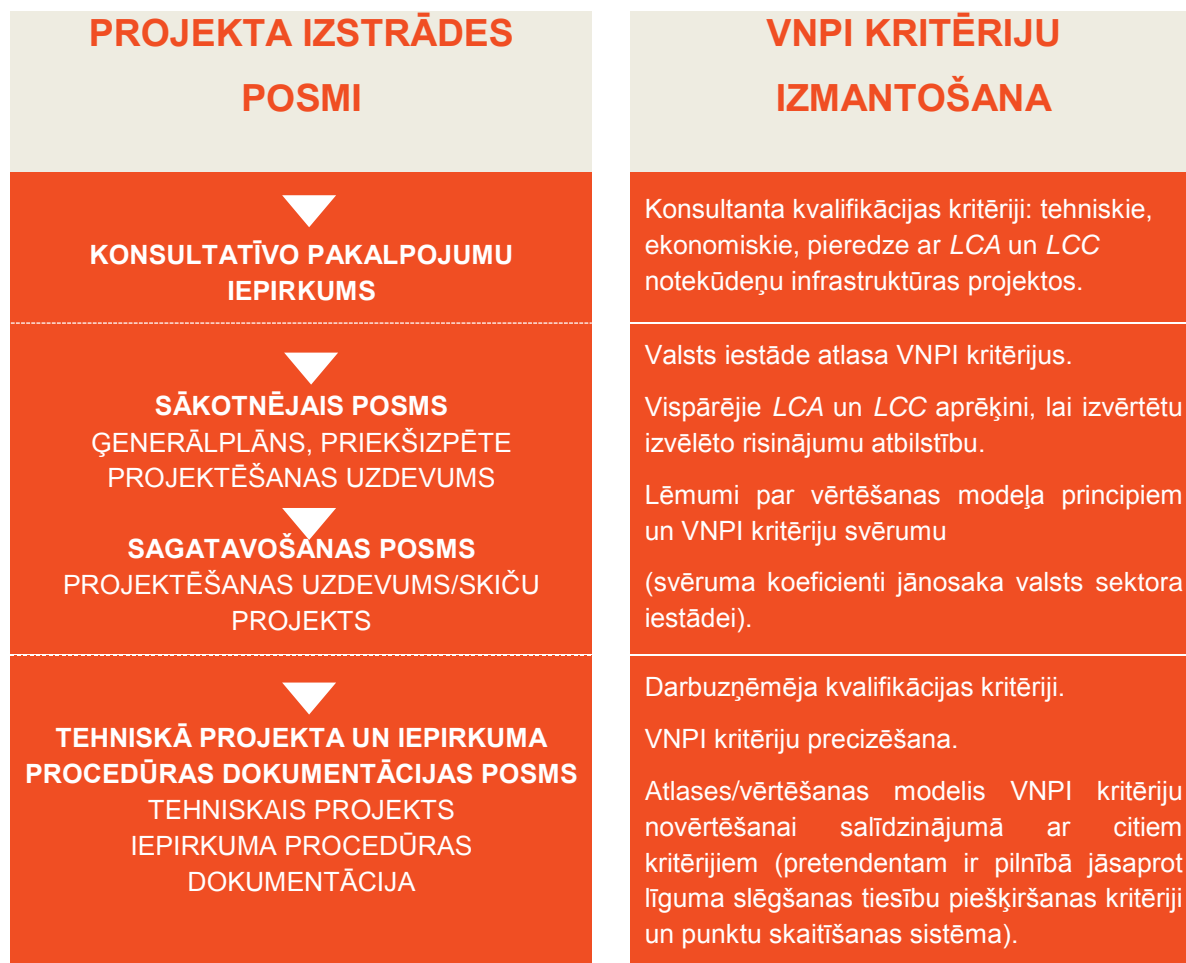 PROJEKTA IZSTRĀDES
POSMI
VNPI KRITĒRIJU
IZMANTOŠANA
KONSULTATĪVO PAKALPOJUMU
IEPIRKUMS
Konsultanta kvalifikācijas kritēriji: tehniskie,
ekonomiskie, pieredze ar LCA un LCC
notekūdeņu infrastruktūras projektos.
SĀKOTNĒJAIS POSMS
ĢENERĀLPLĀNS, PRIEKŠIZPĒTE
PROJEKTĒŠANAS UZDEVUMS
SAGATAVOŠANAS POSMS
PROJEKTĒŠANAS UZDEVUMS/SKIČU
PROJEKTS
Valsts iestāde atlasa VNPI kritērijus.
Vispārējie LCA un LCC aprēķini, lai izvērtētu
izvēlēto risinājumu atbilstību.
Lēmumi par vērtēšanas modeļa principiem
un VNPI kritēriju svērumu
(svēruma koeficienti jānosaka valsts sektora
iestādei).
TEHNISKĀ PROJEKTA UN IEPIRKUMA
PROCEDŪRAS DOKUMENTĀCIJAS POSMS
TEHNISKAIS PROJEKTS
IEPIRKUMA PROCEDŪRAS
DOKUMENTĀCIJA
Darbuzņēmēja kvalifikācijas kritēriji.
VNPI kritēriju precizēšana.
Atlases/vērtēšanas modelis VNPI kritēriju
novērtēšanai salīdzinājumā ar citiem
kritērijiem (pretendentam ir pilnībā jāsaprot
līguma slēgšanas tiesību piešķiršanas kritēriji
un punktu skaitīšanas sistēma).